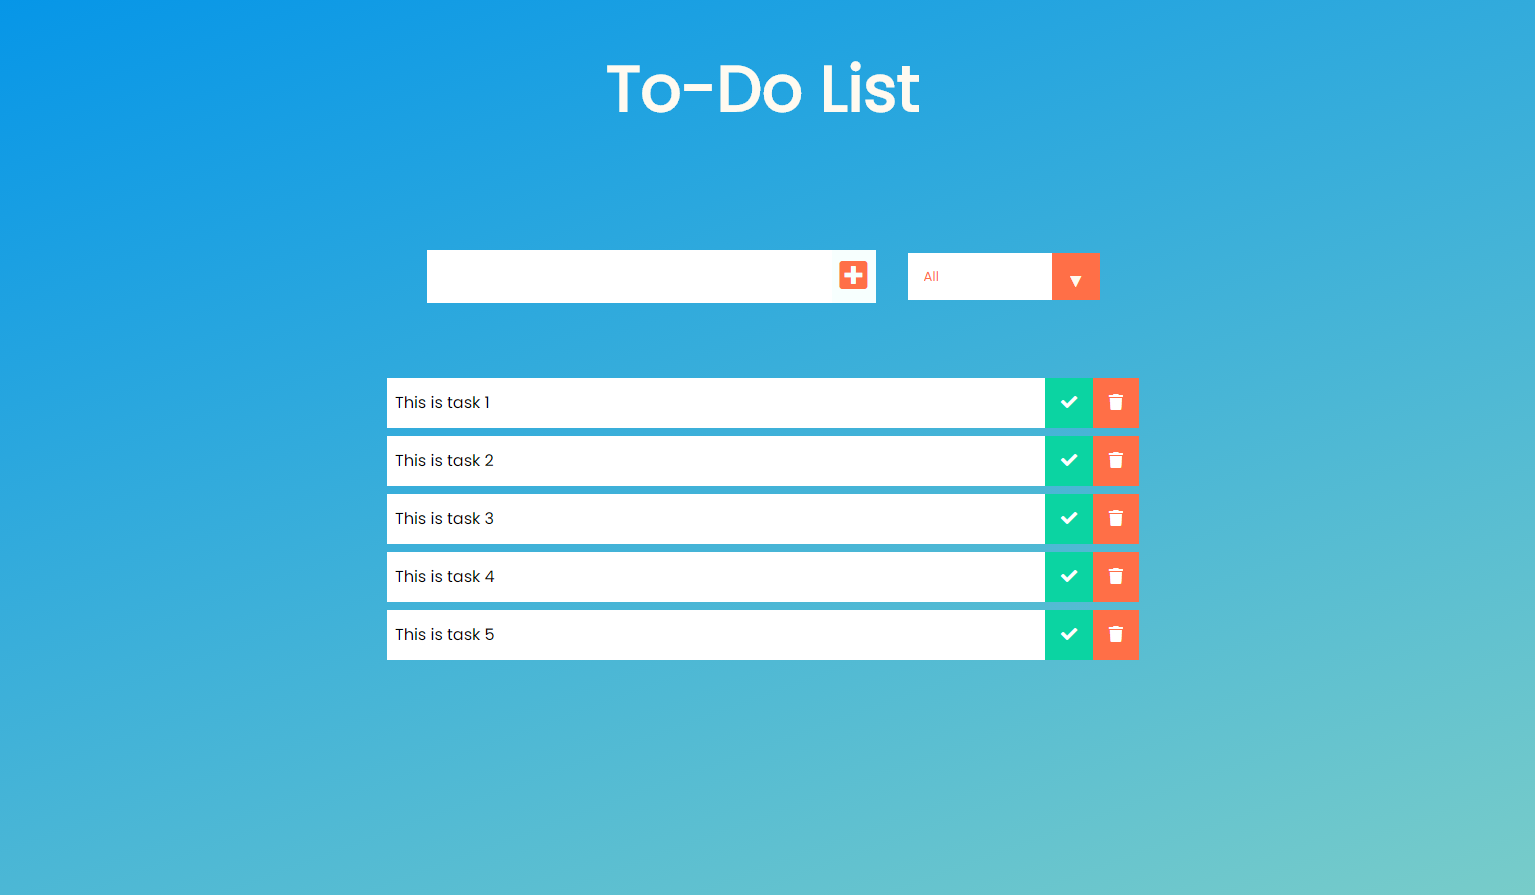 To-Do List
All
This is task 1
This is task 2
This is task 3
This is task 4
This is task 5